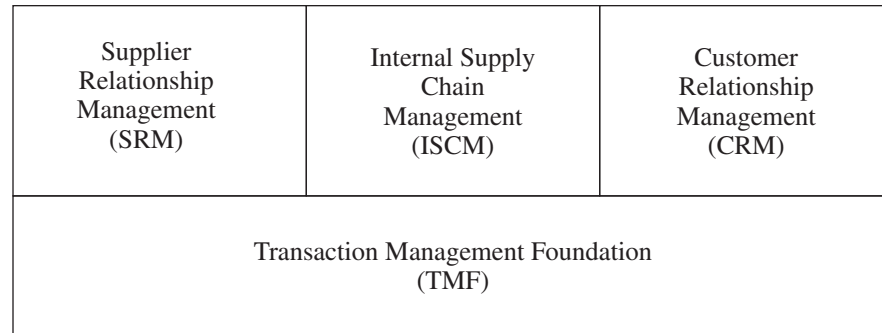 Supplier
Relationship
Management
(SRM)
Internal Supply
Chain
Management
(ISCM)
Customer
Relationship
Management
(CRM)
Transaction Management Foundation
(TMF)